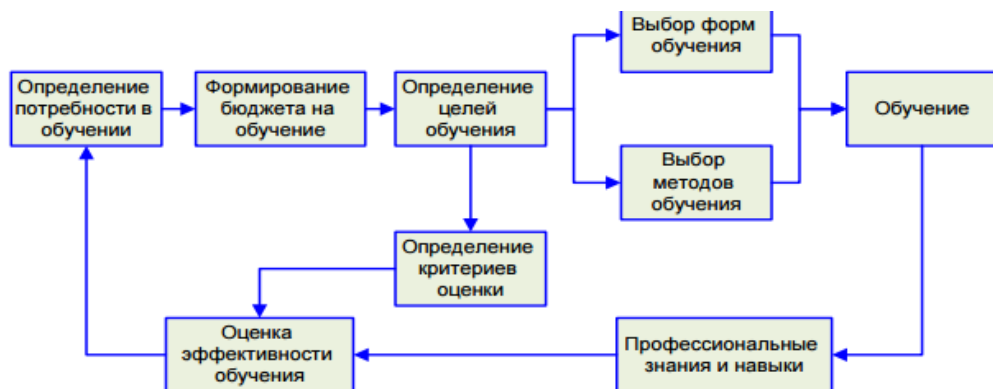 Выбор форм
обучения
Определение
потребности в
обучении
Формирование
бюджета на
обучение
Определение
целей
обучения
Обучение
Выбор
методов
обучения
Определение
критериев
оценки
Оценка
эффективности
обучения
Профессиональные
знания и навыки